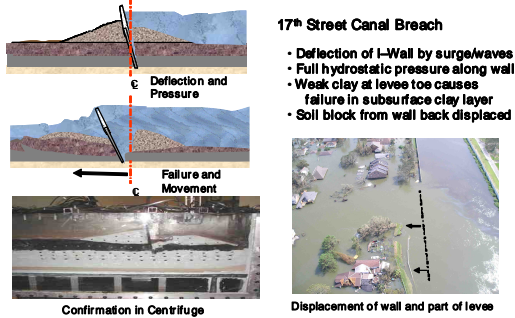 17th Street Canal Breach
• Deflection of I–Wall by surge/waves
• Full hydrostatic pressure along wall
• Weak clay at levee toe causes
failure in subsurface clay layer
• Soil block from wall back displaced
℄
Deflection and
Pressure
Failure and
Movement
℄
Confirmation in Centrifuge
Displacement of wall and part of levee